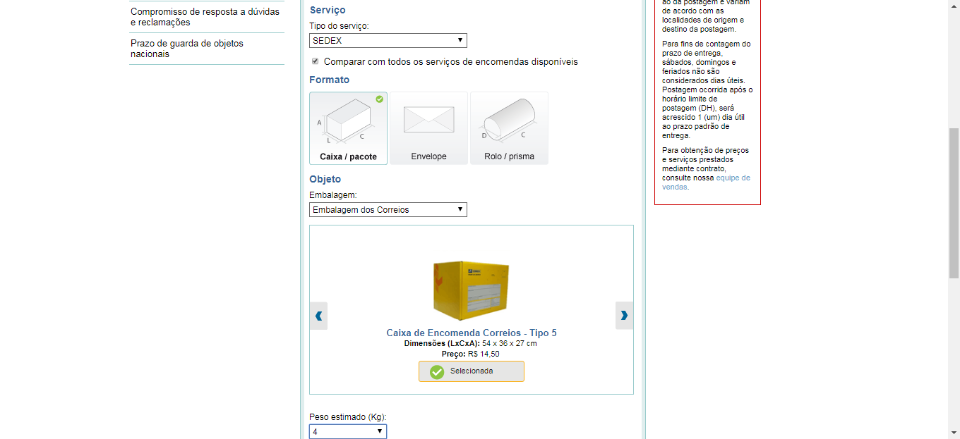 Compromisso de resposta a dúvidas
e reclamações
Prazo de guarda de objetos
nacionais
Serviço
Tipo do serviço:
SEDEX
Comparar com todos os serviços de encomendas disponíveis
Formato
A
L
C
Caixa / pacote
Envelope
D
C
Rolo / prisma
Objeto
Embalagem:
Embalagem dos Correios
Caixa de Encomenda Correios - Tipo 5
Dimensões (LxCxA): 54 x 36 x 27 cm
Preço: R$ 14,50
Selecionada
Peso estimado (Kg):
4
ão da postagem e variam
de acordo com as
localidades de origem e
destino da postagem.
Para fins de contagem do
prazo de entrega,
sábados, domingos e
feriados não são
considerados dias úteis.
Postagem ocorrida após o
horário limite de
postagem (DH), será
acrescido 1 (um) dia útil
ao prazo padrão de
entrega.
Para obtenção de preços
e serviços prestados
mediante contrato,
consulte nossa equipe de
vendas.